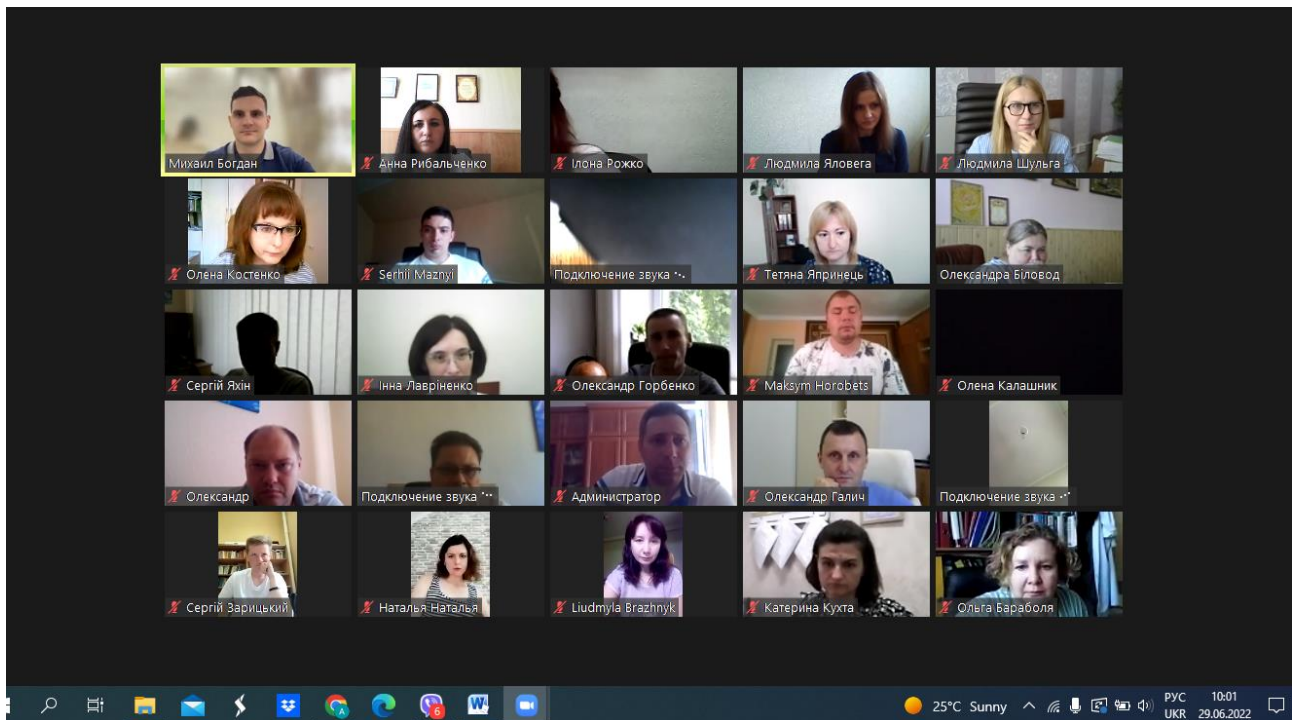 Михаил Богдан
Анна Рибальченко
Ілона Рожко
Людмила Яловега
Людмила Шульга
Олена Костенко
Serhii Maznyi
Подключение звука
Тетяна Япринець
Олександра Біловод
Сергій Яхін
Інна Лавріненко
Олександр Горбенко
Maksym Horobets
Олена Калашник
Олександр
Подключение звука
Администратор
Олександр Галич
Подключение звука
Сергій Зарицький
Наталья Наталья
Liudmyla Brazhnyk
Катерина Кухта
Ольга Бараболя
6
25°C Sunny
РУС
UKR
10:01
29.06.2022